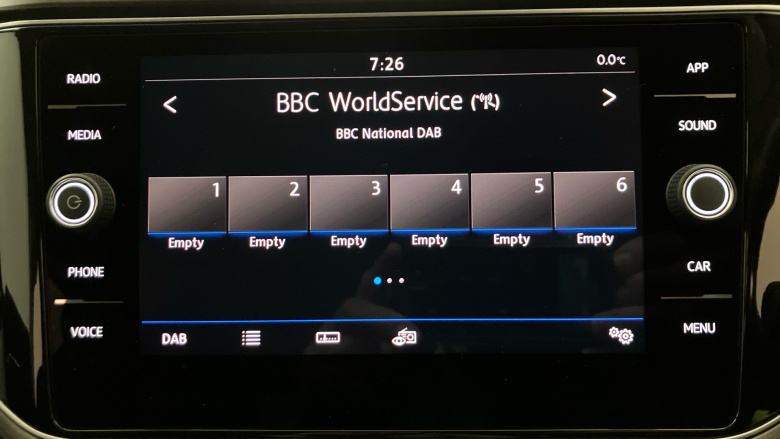 7:26 0.0°C
RADIO
MEDIA
PHONE
VOICE
< BBC WorldService >
BBC National DAB
1 2 3 4 5 6
Empty Empty Empty Empty Empty Empty
DAB
APP
SOUND
CAR
MENU